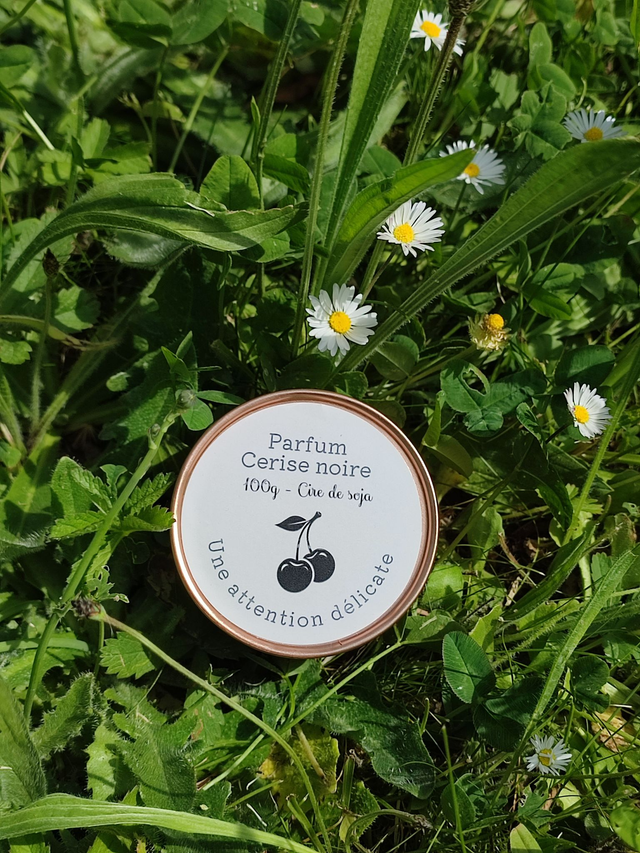 Parfum
Cerise noire
100g - Cire de soja
Une attention délicate